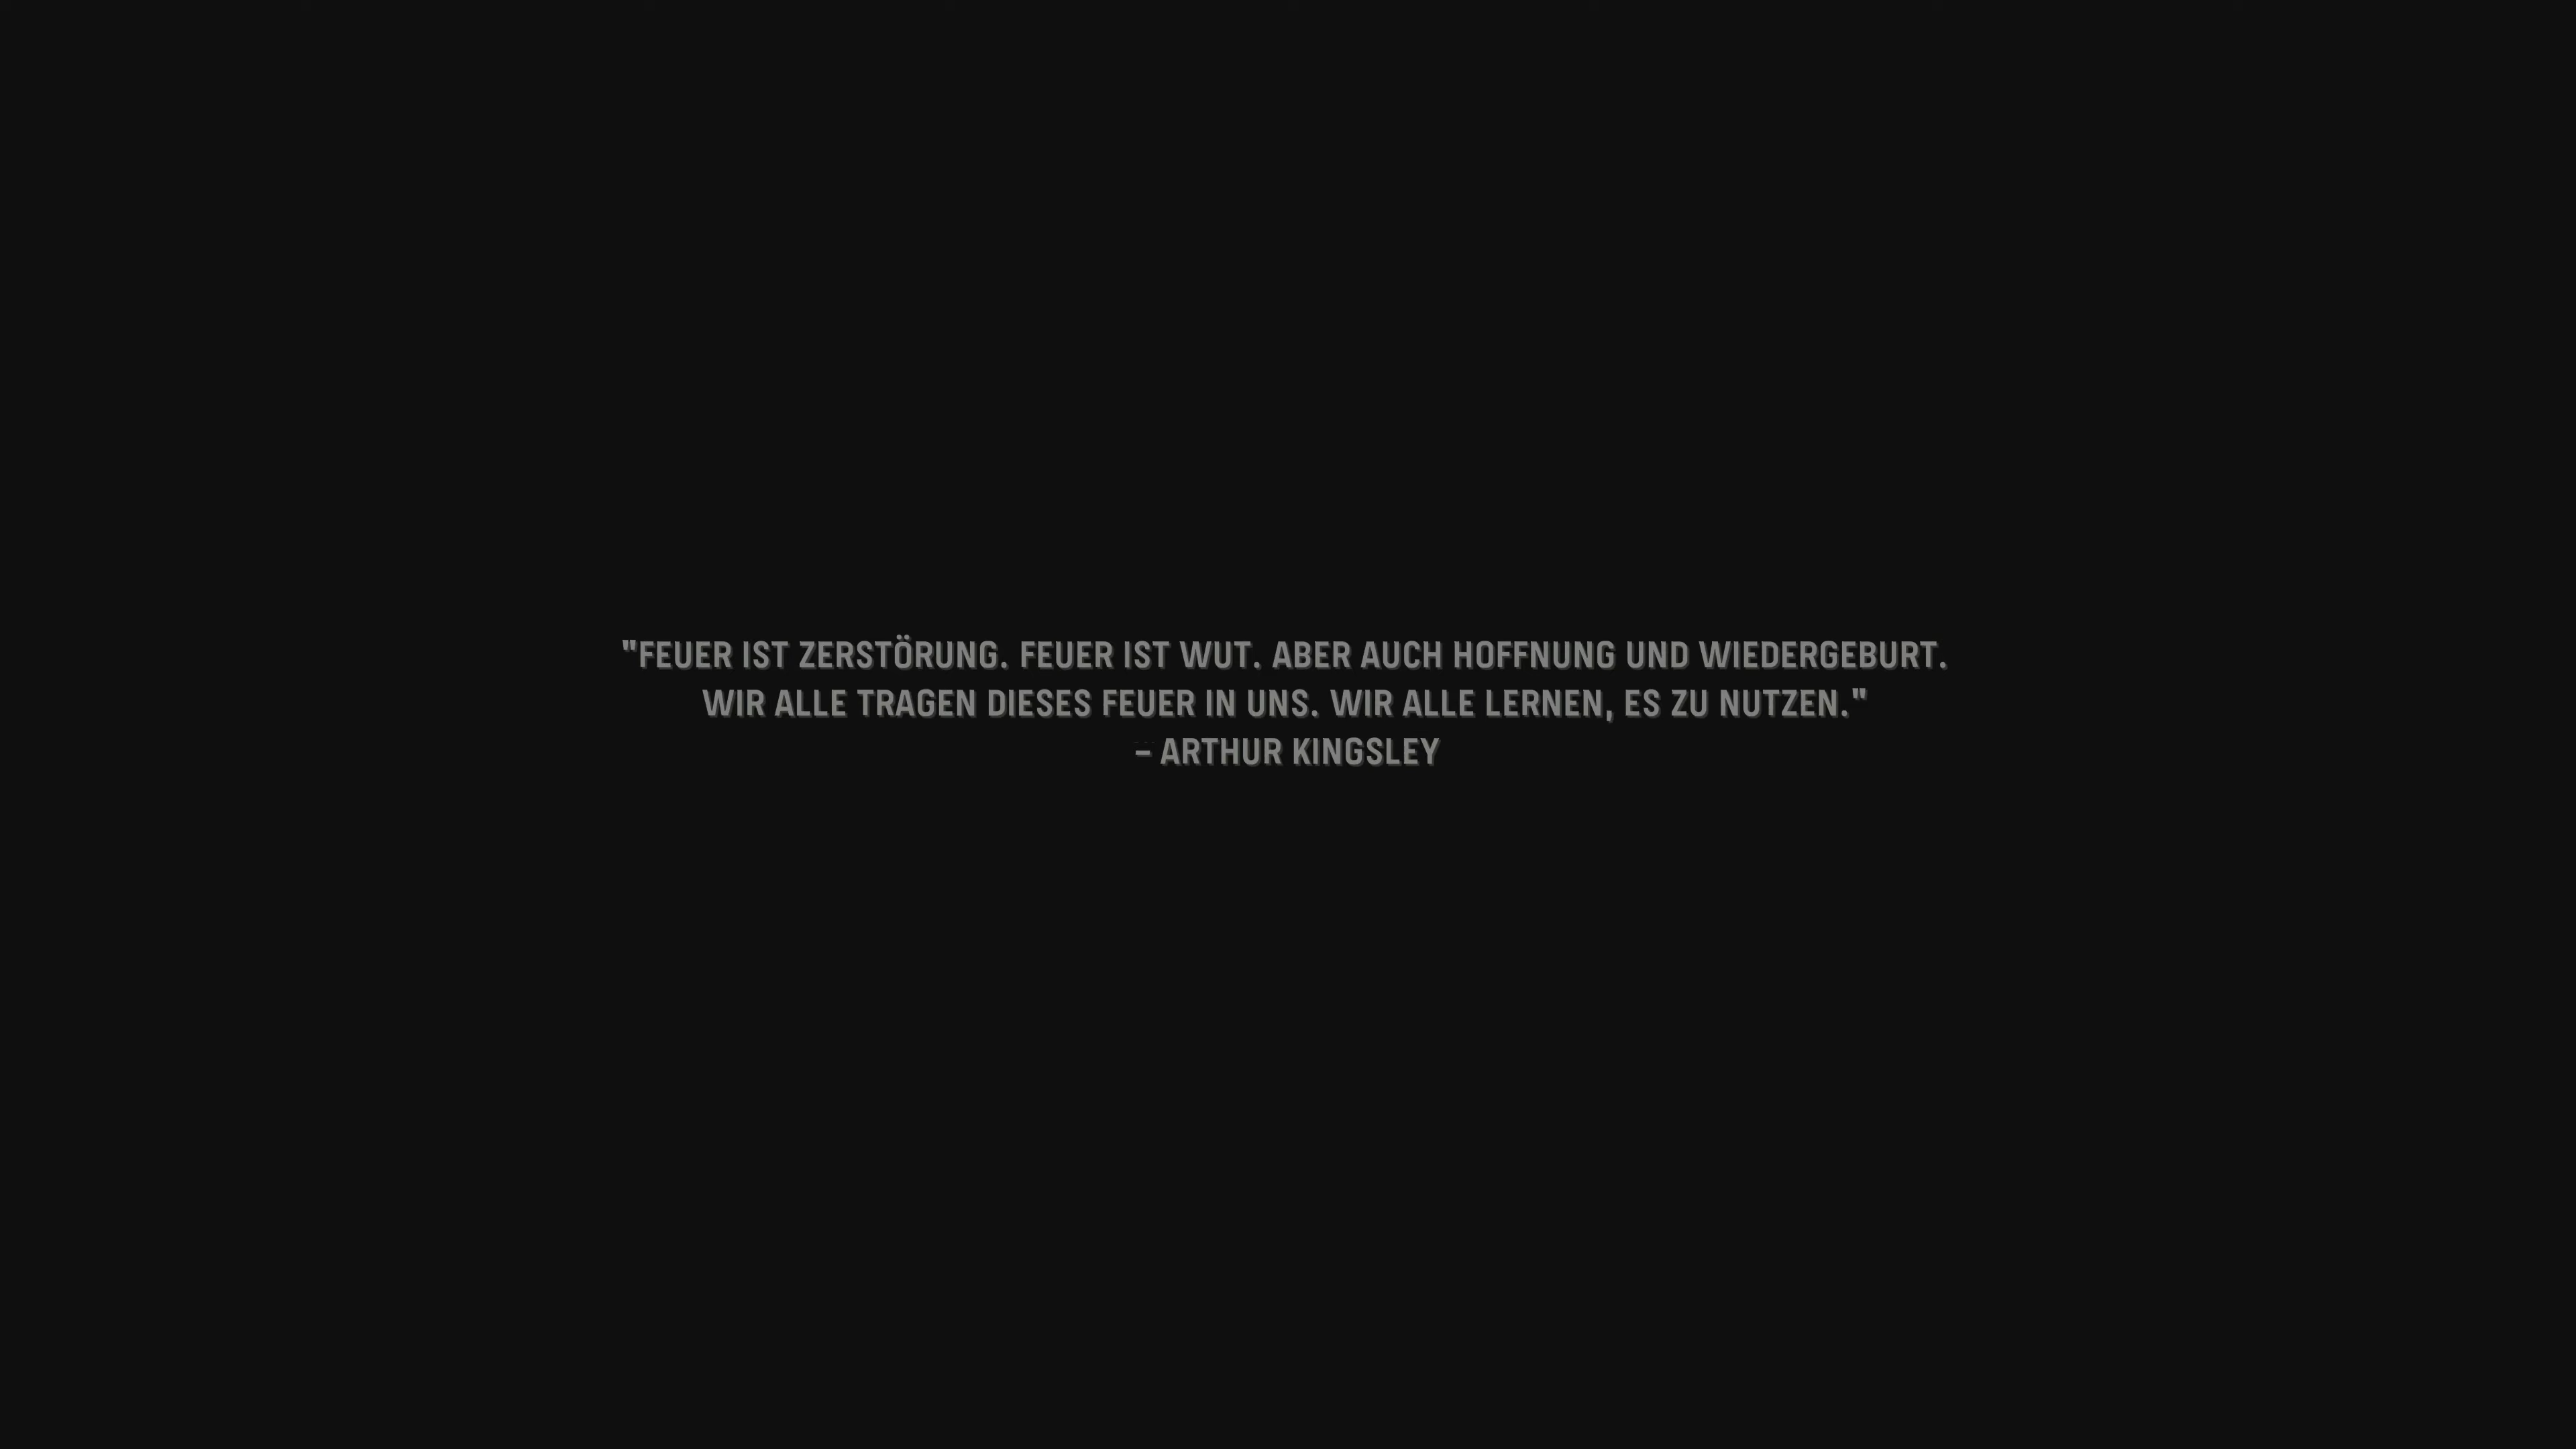 "FEUER IST ZERSTÖRUNG. FEUER IST WUT. ABER AUCH HOFFNUNG UND WIEDERGEBURT.
WIR ALLE TRAGEN DIESES FEUER IN UNS. WIR ALLE LERNEN, ES ZU NUTZEN."
– ARTHUR KINGSLEY